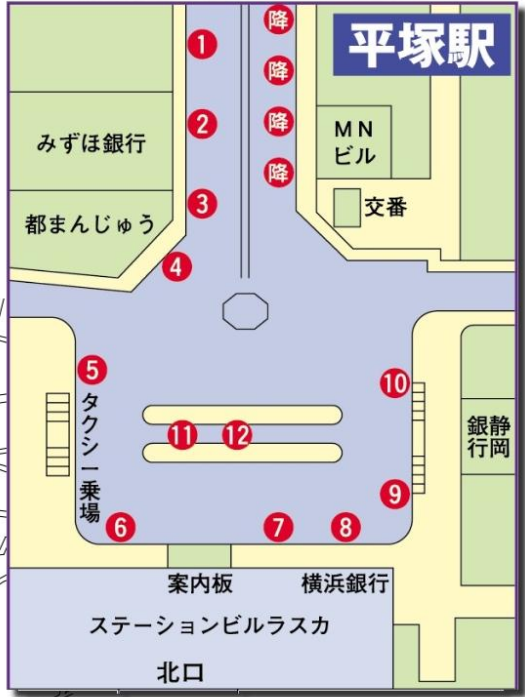 平塚駅
降
降
降
降
1
2
3
4
みずほ銀行
都まんじゅう
MN
ビル
交番
5
タクシー乗場
6
11
12
10
9
静岡
銀行
7
8
案内板
横浜銀行
ステーションビルラスカ
北口